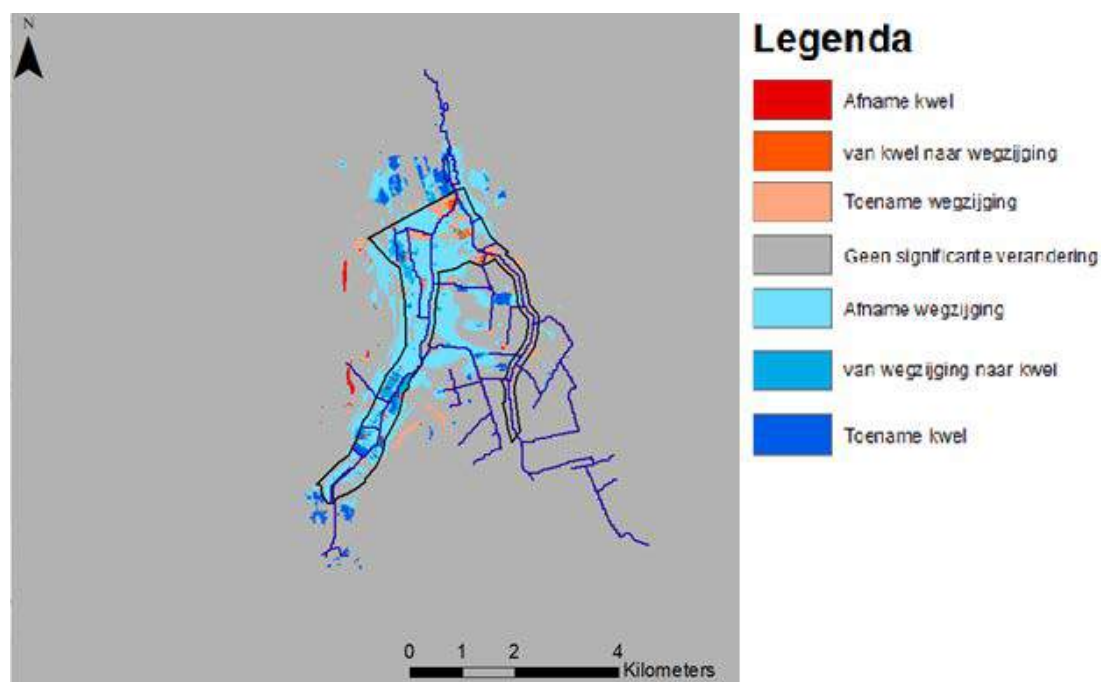 N
Legenda
Afname kwel
van kwel naar wegzijging
Toename wegzijging
Geen significante verandering
Afname wegzijging
van wegzijging naar kwel
Toename kwel
0 1 2 4
Kilometers